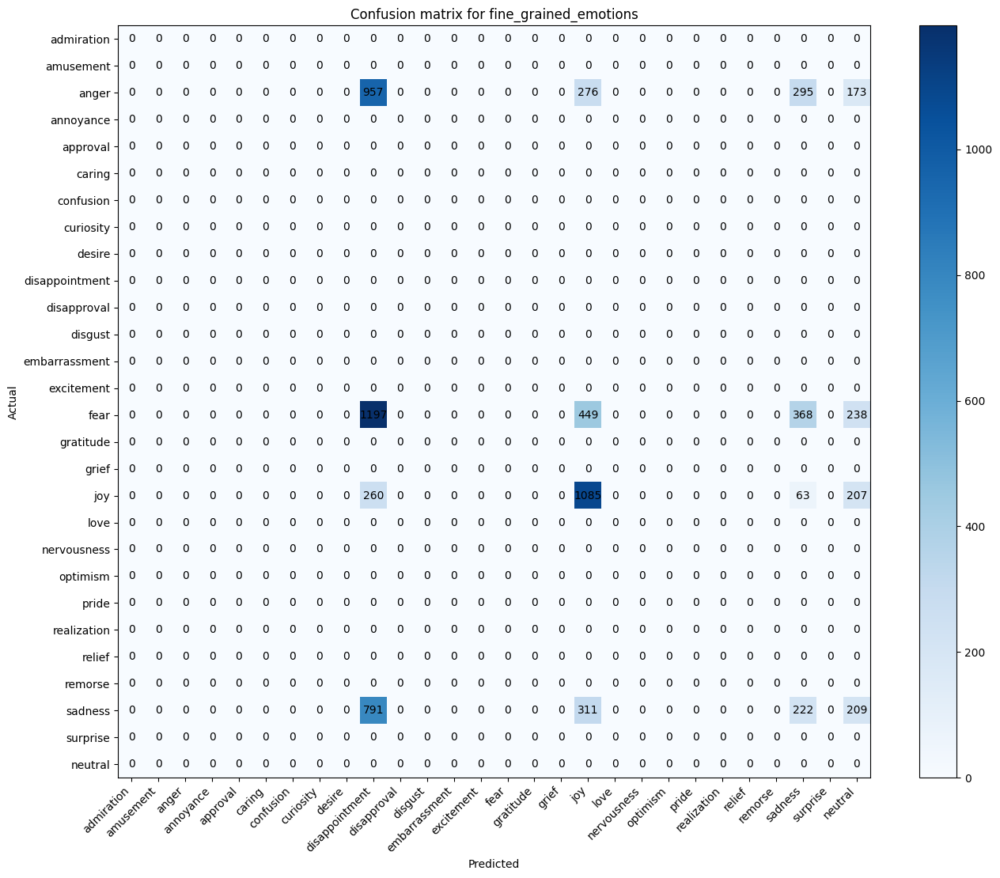 Confusion matrix for fine_grained_emotions
admiration 0 0 0 0 0 0 0 0 0 0 0 0 0 0 0 0 0 0 0 0 0 0 0 0 0 0 0 0
amusement 0 0 0 0 0 0 0 0 0 0 0 0 0 0 0 0 0 0 0 0 0 0 0 0 0 0 0 0
anger 0 0 0 0 0 0 0 0 0 957 0 0 0 0 0 0 0 276 0 0 0 0 0 0 0 295 0 173
annoyance 0 0 0 0 0 0 0 0 0 0 0 0 0 0 0 0 0 0 0 0 0 0 0 0 0 0 0 0
approval 0 0 0 0 0 0 0 0 0 0 0 0 0 0 0 0 0 0 0 0 0 0 0 0 0 0 0 0
caring 0 0 0 0 0 0 0 0 0 0 0 0 0 0 0 0 0 0 0 0 0 0 0 0 0 0 0 0
confusion 0 0 0 0 0 0 0 0 0 0 0 0 0 0 0 0 0 0 0 0 0 0 0 0 0 0 0 0
curiosity 0 0 0 0 0 0 0 0 0 0 0 0 0 0 0 0 0 0 0 0 0 0 0 0 0 0 0 0
desire 0 0 0 0 0 0 0 0 0 0 0 0 0 0 0 0 0 0 0 0 0 0 0 0 0 0 0 0
disappointment 0 0 0 0 0 0 0 0 0 0 0 0 0 0 0 0 0 0 0 0 0 0 0 0 0 0 0 0
disapproval 0 0 0 0 0 0 0 0 0 0 0 0 0 0 0 0 0 0 0 0 0 0 0 0 0 0 0 0
disgust 0 0 0 0 0 0 0 0 0 0 0 0 0 0 0 0 0 0 0 0 0 0 0 0 0 0 0 0
embarrassment 0 0 0 0 0 0 0 0 0 0 0 0 0 0 0 0 0 0 0 0 0 0 0 0 0 0 0 0
excitement 0 0 0 0 0 0 0 0 0 0 0 0 0 0 0 0 0 0 0 0 0 0 0 0 0 0 0 0
fear 0 0 0 0 0 0 0 0 0 1197 0 0 0 0 0 0 0 449 0 0 0 0 0 0 0 368 0 238
gratitude 0 0 0 0 0 0 0 0 0 0 0 0 0 0 0 0 0 0 0 0 0 0 0 0 0 0 0 0
grief 0 0 0 0 0 0 0 0 0 0 0 0 0 0 0 0 0 0 0 0 0 0 0 0 0 0 0 0
joy 0 0 0 0 0 0 0 0 0 260 0 0 0 0 0 0 0 1085 0 0 0 0 0 0 0 63 0 207
love 0 0 0 0 0 0 0 0 0 0 0 0 0 0 0 0 0 0 0 0 0 0 0 0 0 0 0 0
nervousness 0 0 0 0 0 0 0 0 0 0 0 0 0 0 0 0 0 0 0 0 0 0 0 0 0 0 0 0
optimism 0 0 0 0 0 0 0 0 0 0 0 0 0 0 0 0 0 0 0 0 0 0 0 0 0 0 0 0
pride 0 0 0 0 0 0 0 0 0 0 0 0 0 0 0 0 0 0 0 0 0 0 0 0 0 0 0 0
realization 0 0 0 0 0 0 0 0 0 0 0 0 0 0 0 0 0 0 0 0 0 0 0 0 0 0 0 0
relief 0 0 0 0 0 0 0 0 0 0 0 0 0 0 0 0 0 0 0 0 0 0 0 0 0 0 0 0
remorse 0 0 0 0 0 0 0 0 0 0 0 0 0 0 0 0 0 0 0 0 0 0 0 0 0 0 0 0
sadness 0 0 0 0 0 0 0 0 0 791 0 0 0 0 0 0 0 311 0 0 0 0 0 0 0 222 0 209
surprise 0 0 0 0 0 0 0 0 0 0 0 0 0 0 0 0 0 0 0 0 0 0 0 0 0 0 0 0
neutral 0 0 0 0 0 0 0 0 0 0 0 0 0 0 0 0 0 0 0 0 0 0 0 0 0 0 0 0
Actual
admiration
amusement
anger
annoyance
approval
caring
confusion
curiosity
desire
disappointment
disapproval
disgust
embarrassment
excitement
fear
gratitude
grief
joy
love
nervousness
optimism
pride
realization
relief
remorse
sadness
surprise
neutral
Predicted
1000
800
600
400
200
0